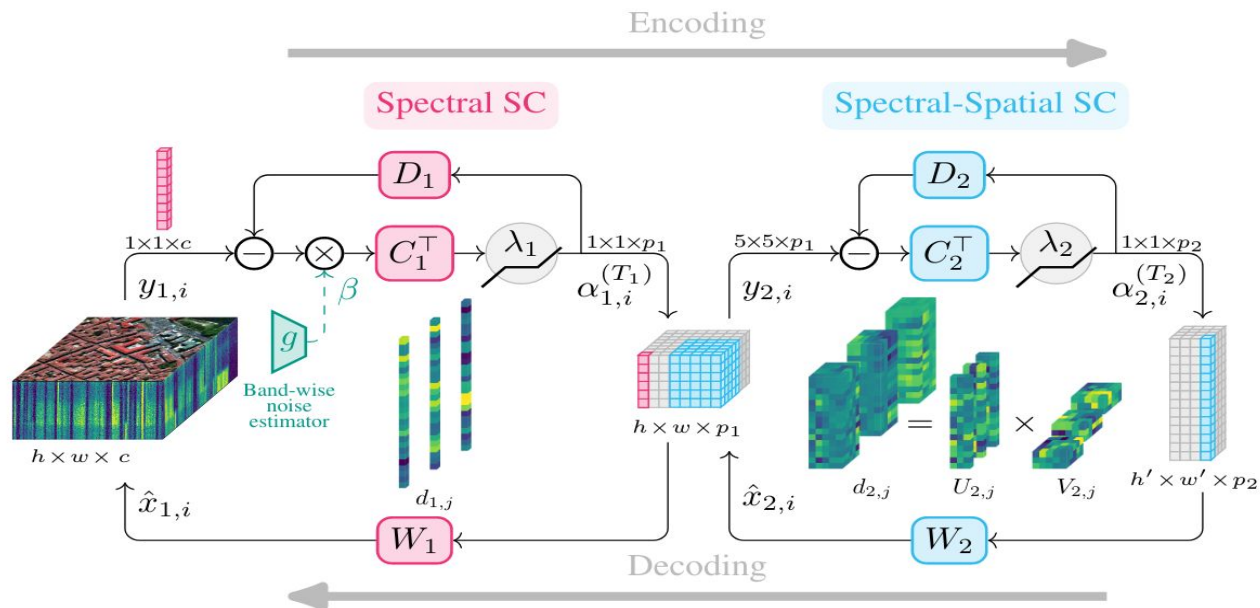 Encoding
Spectral SC
Spectral-Spatial SC
D₁
D₂
1×1×c
−
×
C₁⊤
λ₁
1×1×p₁
5×5×p₁
−
C₂⊤
λ₂
1×1×p₂
y₁,ᵢ
β
α₁,ᵢ^(T₁)
y₂,ᵢ
α₂,ᵢ^(T₂)
g
Band-wise
noise
estimator
=
×
h × w × c
h × w × p₁
d₁,ⱼ
d₂,ⱼ
U₂,ⱼ
V₂,ⱼ
h′ × w′ × p₂
x̂₁,ᵢ
x̂₂,ᵢ
W₁
W₂
Decoding